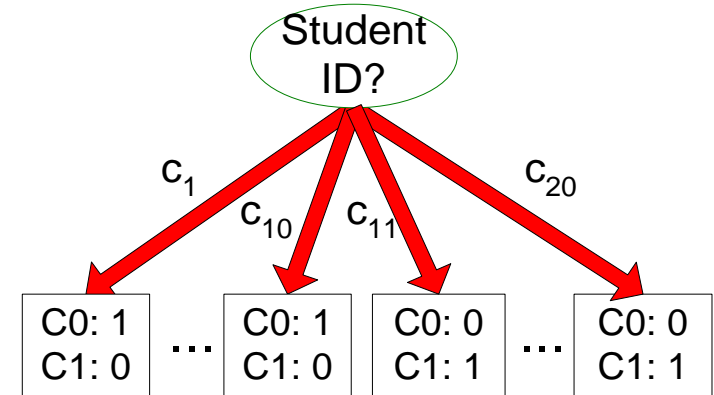 Student
ID?
c₁
c₁₀
c₁₁
c₂₀
C0: 1
C1: 0
...
C0: 1
C1: 0
C0: 0
C1: 1
...
C0: 0
C1: 1